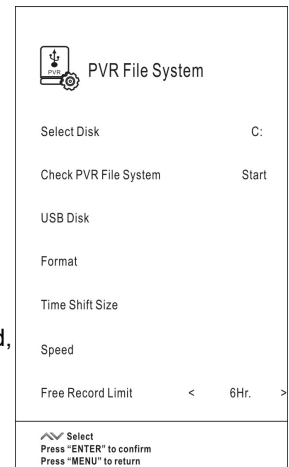 PVR
PVR File System
Select Disk C:
Check PVR File System Start
USB Disk
Format
Time Shift Size
d,
Speed
Free Record Limit < 6Hr. >
Select
Press “ENTER” to confirm
Press “MENU” to return